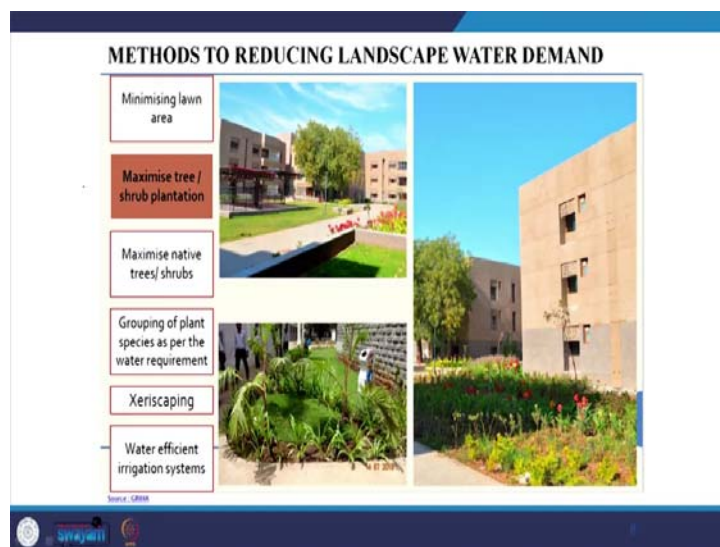 METHODS TO REDUCING LANDSCAPE WATER DEMAND
Minimising lawn
area
Maximise tree /
shrub plantation
Maximise native
trees/ shrubs
Grouping of plant
species as per the
water requirement
Xeriscaping
Water efficient
irrigation systems
Source : GRIHA
swayam